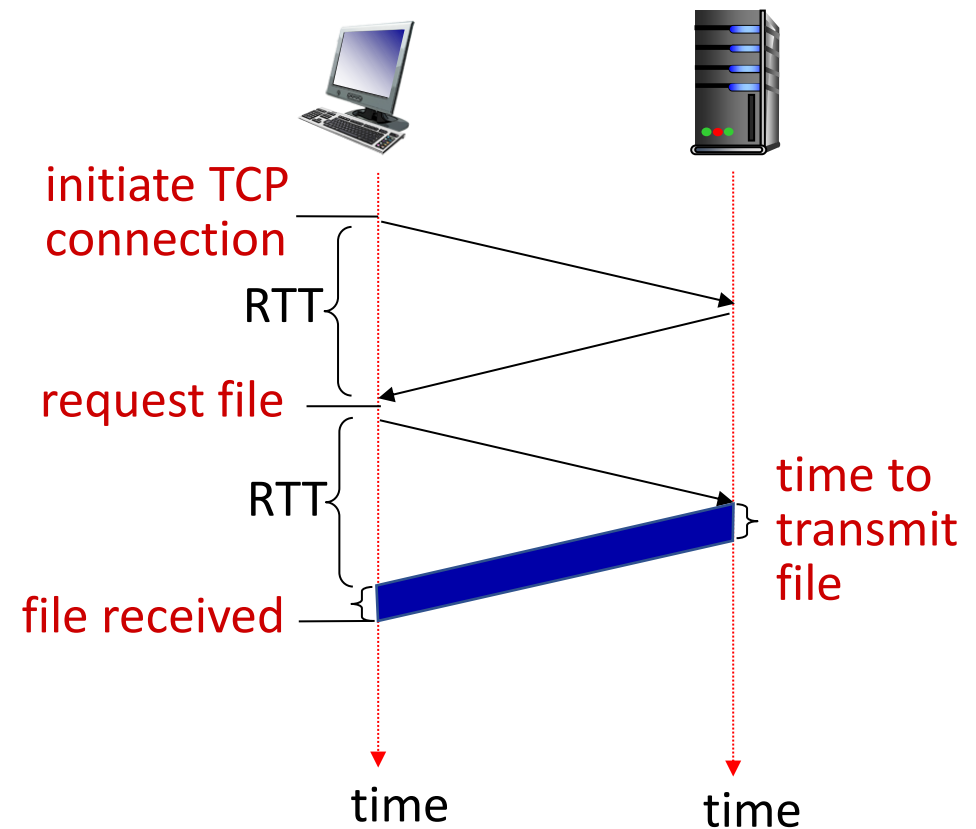 initiate TCP
connection
RTT
request file
RTT
time to
transmit
file
file received
time
time